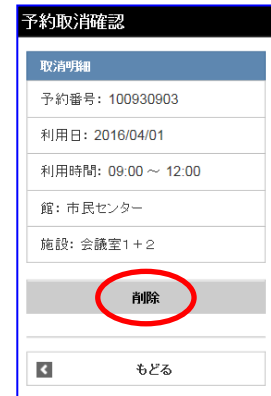 予約取消確認
取消明細
予約番号: 100930903
利用日: 2016/04/01
利用時間: 09:00 ～ 12:00
館: 市民センター
施設: 会議室1+2
削除
もどる